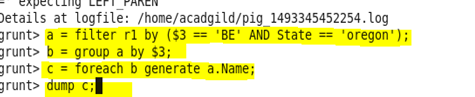 =  expecting LEFT_PAREN
Details at logfile: /home/acadgild/pig_1493345452254.log
grunt> a = filter r1 by ($3 == 'BE' AND State == 'oregon');
grunt> b = group a by $3;
grunt> c = foreach b generate a.Name;
grunt> dump c;